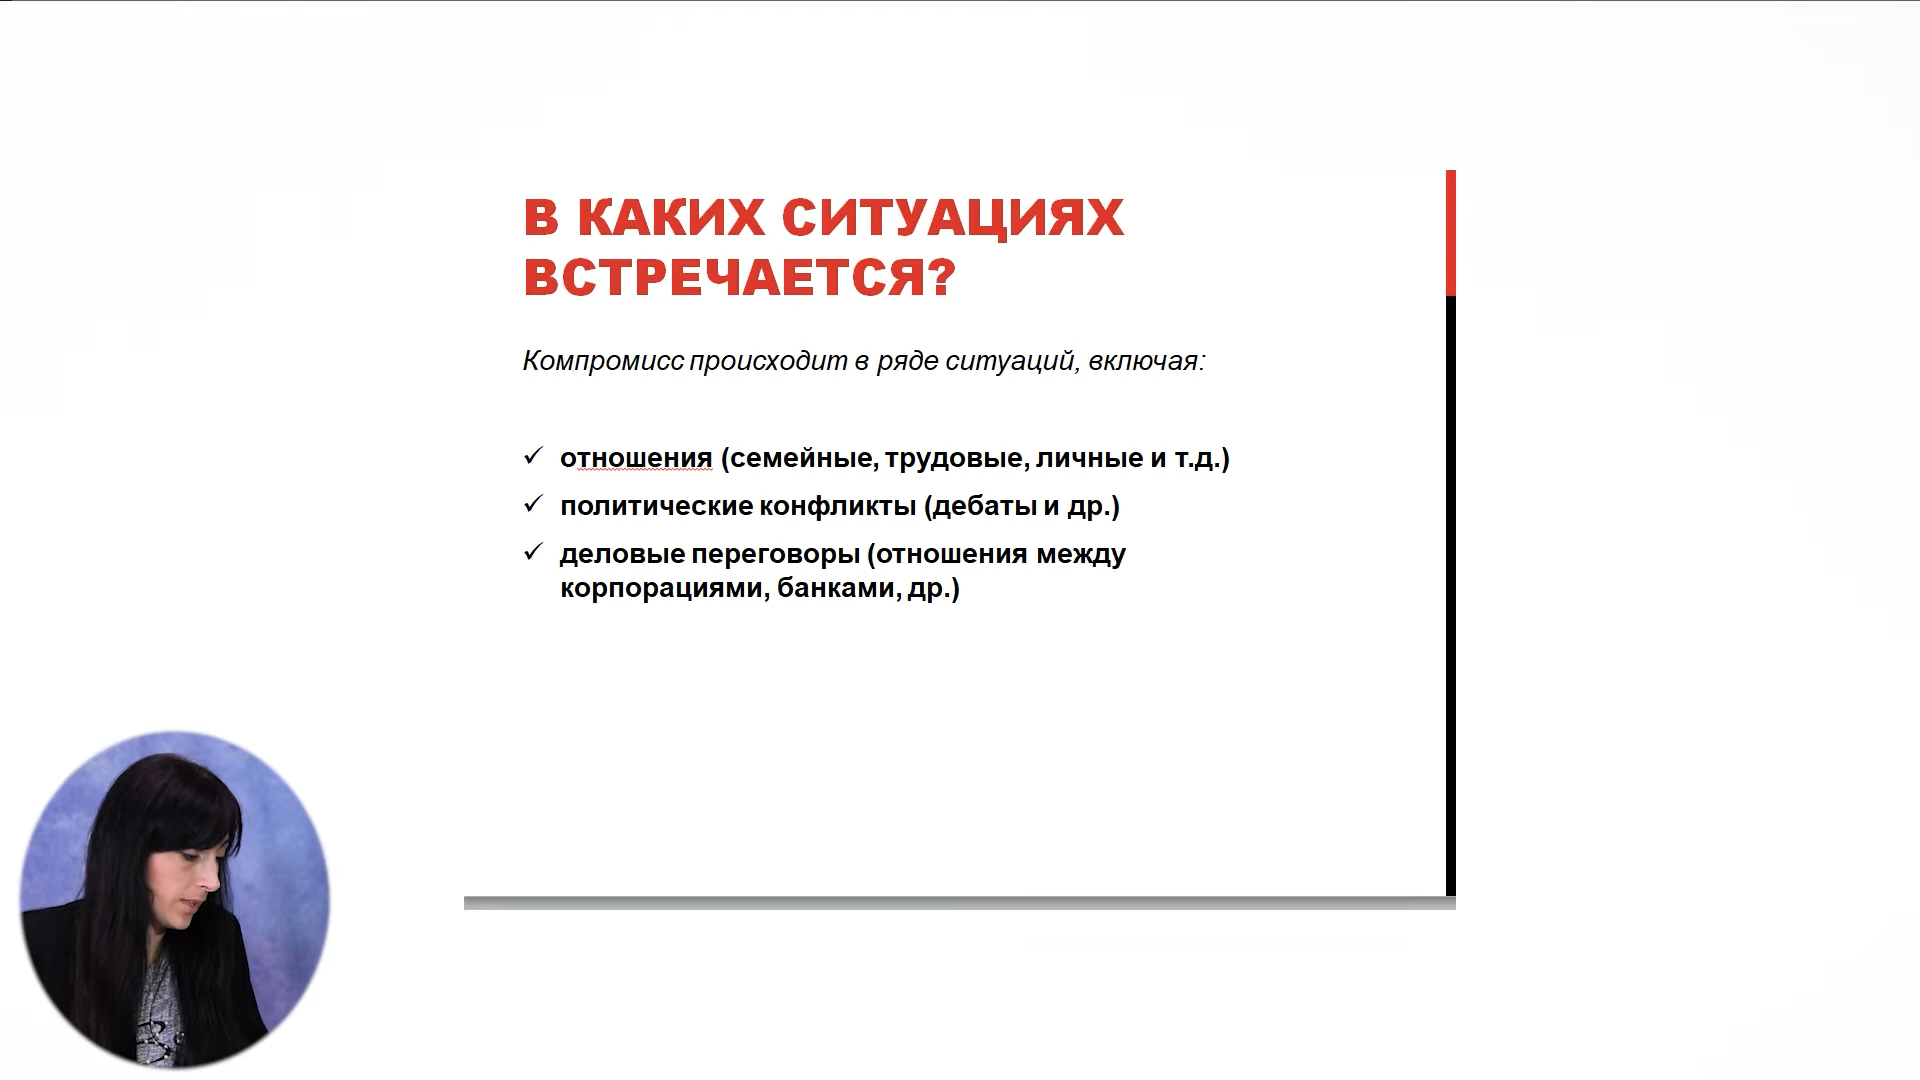 В КАКИХ СИТУАЦИЯХ
ВСТРЕЧАЕТСЯ?
Компромисс происходит в ряде ситуаций, включая:
✓ отношения (семейные, трудовые, личные и т.д.)
✓ политические конфликты (дебаты и др.)
✓ деловые переговоры (отношения между
корпорациями, банками, др.)